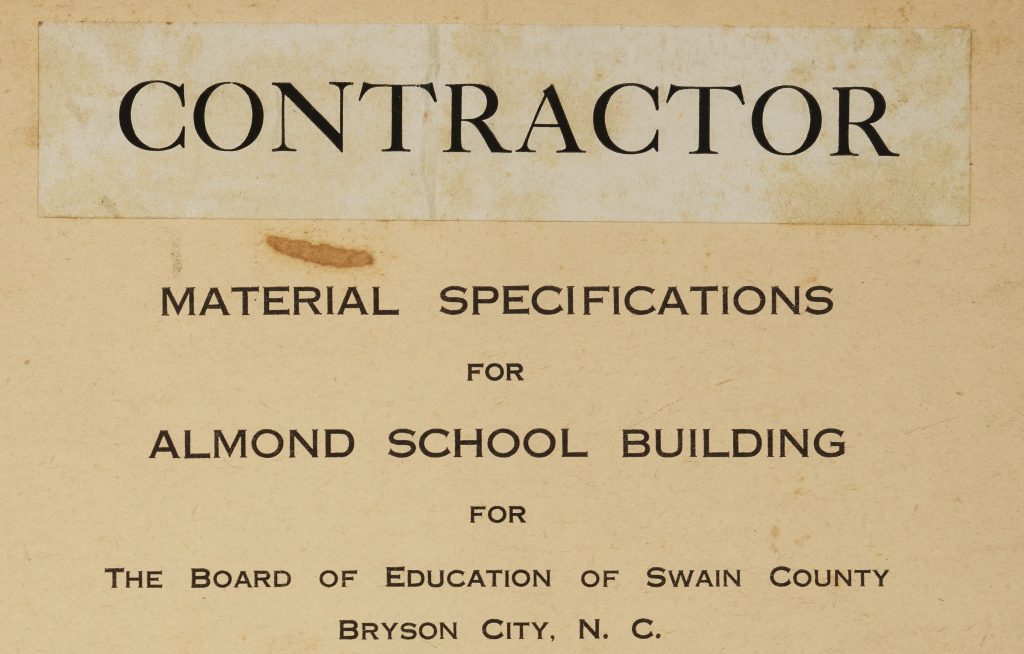 CONTRACTOR
MATERIAL SPECIFICATIONS
FOR
ALMOND SCHOOL BUILDING
FOR
THE BOARD OF EDUCATION OF SWAIN COUNTY
BRYSON CITY, N. C.